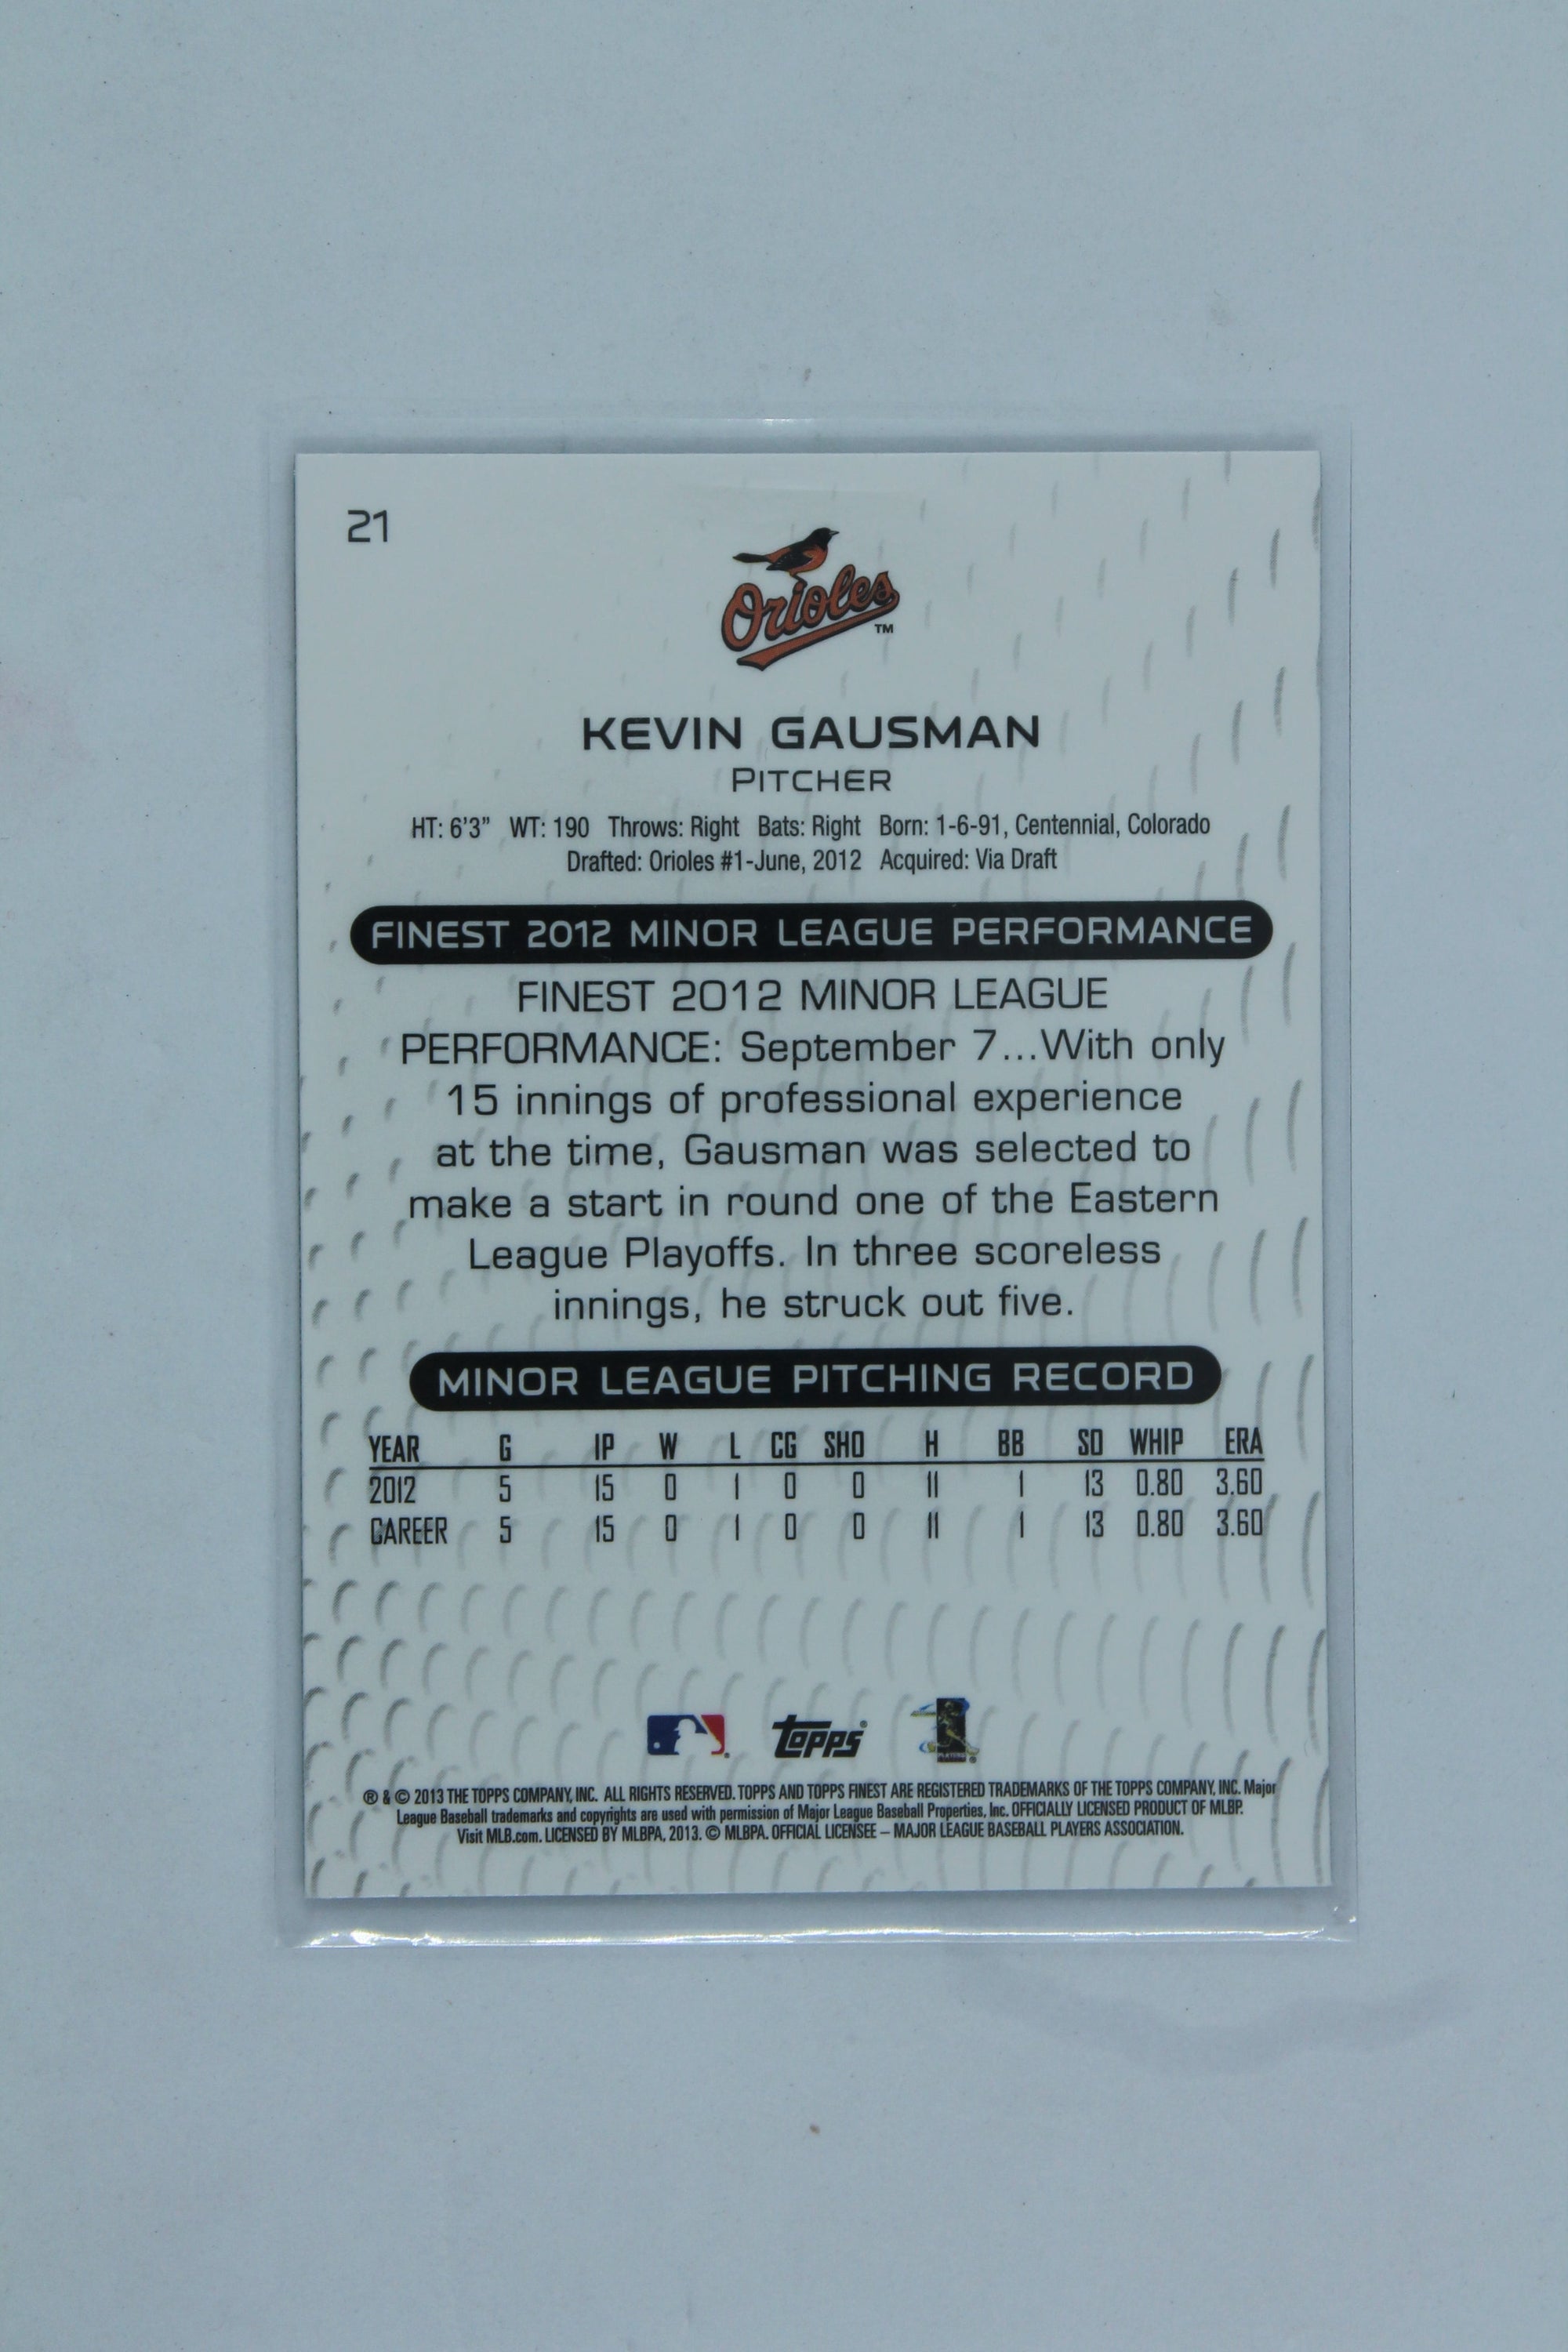 21
Orioles
TM
KEVIN GAUSMAN
PITCHER
HT: 6'3" WT: 190 Throws: Right Bats: Right Born: 1-6-91, Centennial, Colorado
Drafted: Orioles #1-June, 2012 Acquired: Via Draft
FINEST 2012 MINOR LEAGUE PERFORMANCE
FINEST 2012 MINOR LEAGUE
PERFORMANCE: September 7...With only
15 innings of professional experience
at the time, Gausman was selected to
make a start in round one of the Eastern
League Playoffs. In three scoreless
innings, he struck out five.
MINOR LEAGUE PITCHING RECORD
YEAR G IP W L CG SHO H BB SO WHIP ERA
2012 5 15 0 1 0 0 11 1 13 0.80 3.60
CAREER 5 15 0 1 0 0 11 1 13 0.80 3.60
topps®
PLAYERS
® & © 2013 THE TOPPS COMPANY, INC. ALL RIGHTS RESERVED. TOPPS AND TOPPS FINEST ARE REGISTERED TRADEMARKS OF THE TOPPS COMPANY, INC. Major
League Baseball trademarks and copyrights are used with permission of Major League Baseball Properties, Inc. OFFICIALLY LICENSED PRODUCT OF MLBP.
Visit MLB.com. LICENSED BY MLBPA, 2013. © MLBPA. OFFICIAL LICENSEE – MAJOR LEAGUE BASEBALL PLAYERS ASSOCIATION.